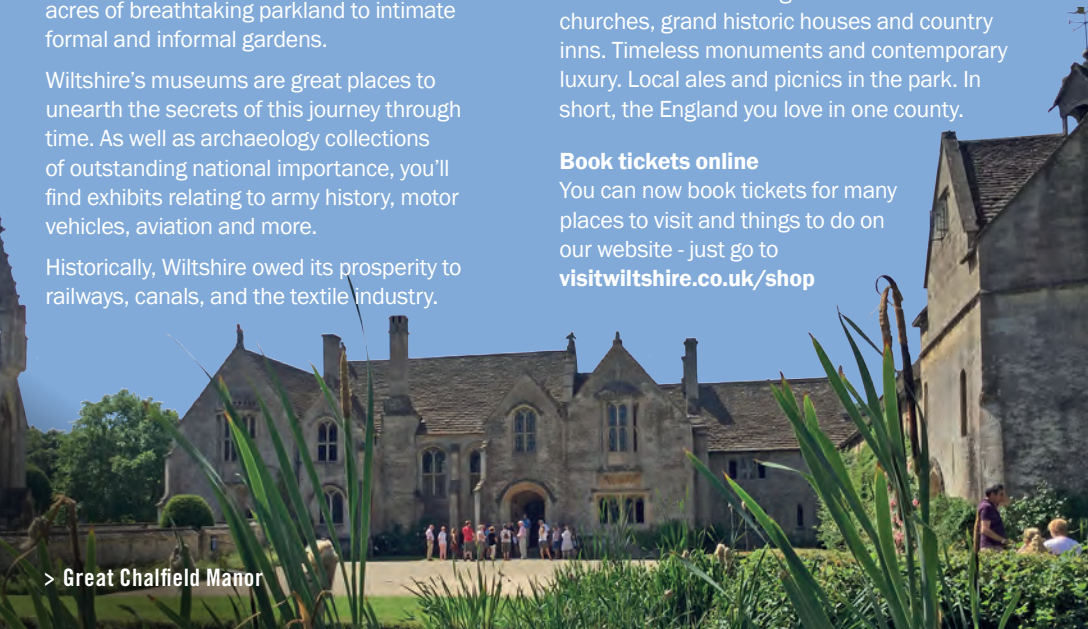 acres of breathtaking parkland to intimate
formal and informal gardens.
Wiltshire’s museums are great places to
unearth the secrets of this journey through
time. As well as archaeology collections
of outstanding national importance, you’ll
find exhibits relating to army history, motor
vehicles, aviation and more.
Historically, Wiltshire owed its prosperity to
railways, canals, and the textile industry.
churches, grand historic houses and country
inns. Timeless monuments and contemporary
luxury. Local ales and picnics in the park. In
short, the England you love in one county.
Book tickets online
You can now book tickets for many
places to visit and things to do on
our website - just go to
visitwiltshire.co.uk/shop
> Great Chalfield Manor